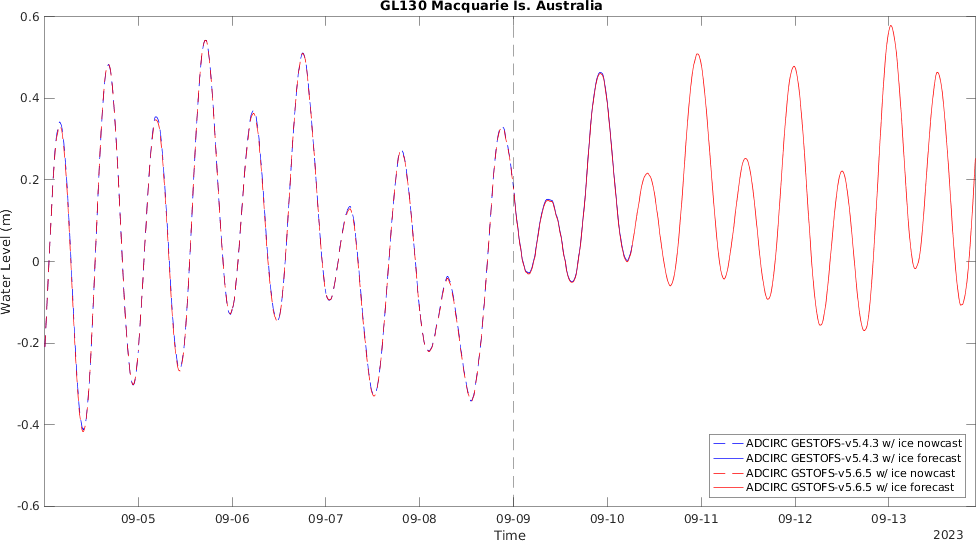 GL130 Macquarie Is. Australia
0.6
0.4
0.2
0
-0.2
-0.4
-0.6
Water Level (m)
09-05 09-06 09-07 09-08 09-09 09-10 09-11 09-12 09-13
Time
2023
ADCIRC GESTOFS-v5.4.3 w/ ice nowcast
ADCIRC GESTOFS-v5.4.3 w/ ice forecast
ADCIRC GSTOFS-v5.6.5 w/ ice nowcast
ADCIRC GSTOFS-v5.6.5 w/ ice forecast